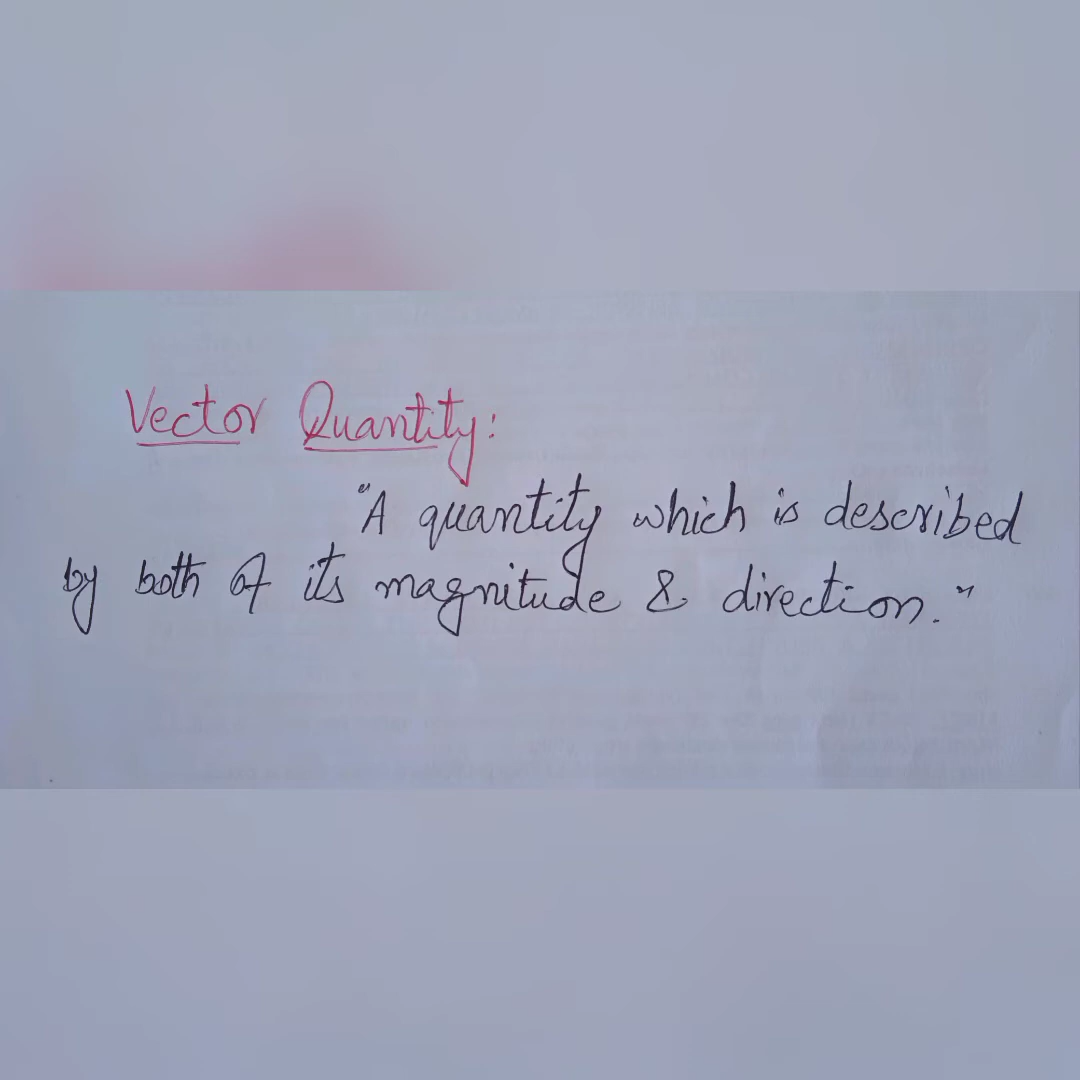 Vector Quantity:
"A quantity which is described
by both of its magnitude & direction."